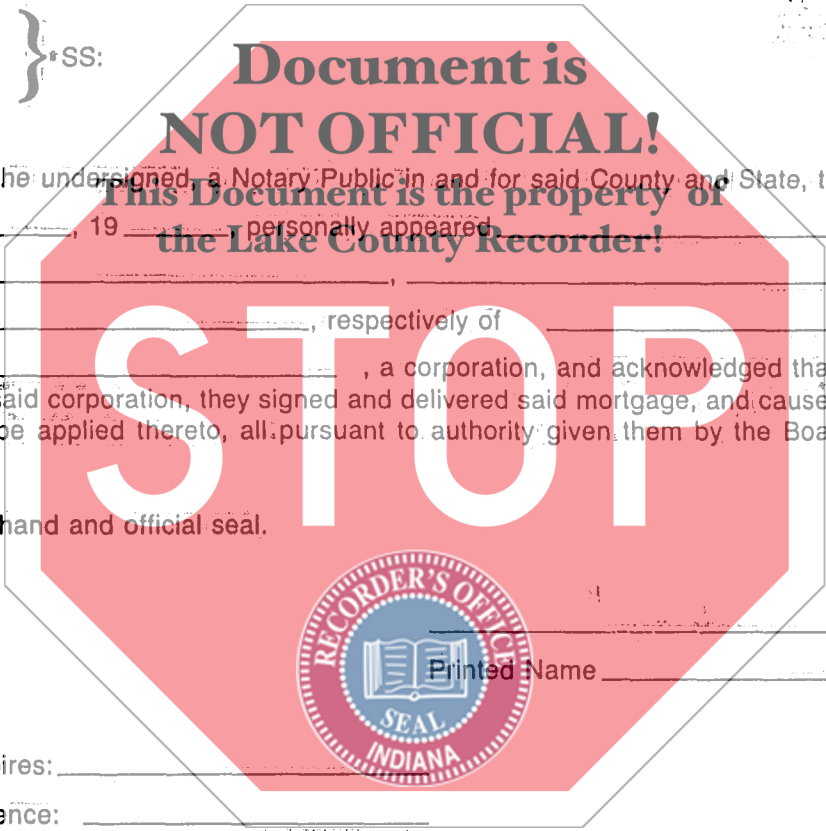 SS:
Document is
NOT OFFICIAL!
he undersigned, a Notary Public in and for said County and State, t
This Document is the property of
, 19 , personally appeared
the Lake County Recorder!
,
, respectively of
STOP
, a corporation, and acknowledged tha
aid corporation, they signed and delivered said mortgage, and cause
be applied thereto, all pursuant to authority given them by the Boa
hand and official seal.
RECORDER'S OFFICE
Printed Name
SEAL
INDIANA
ires:
ence: